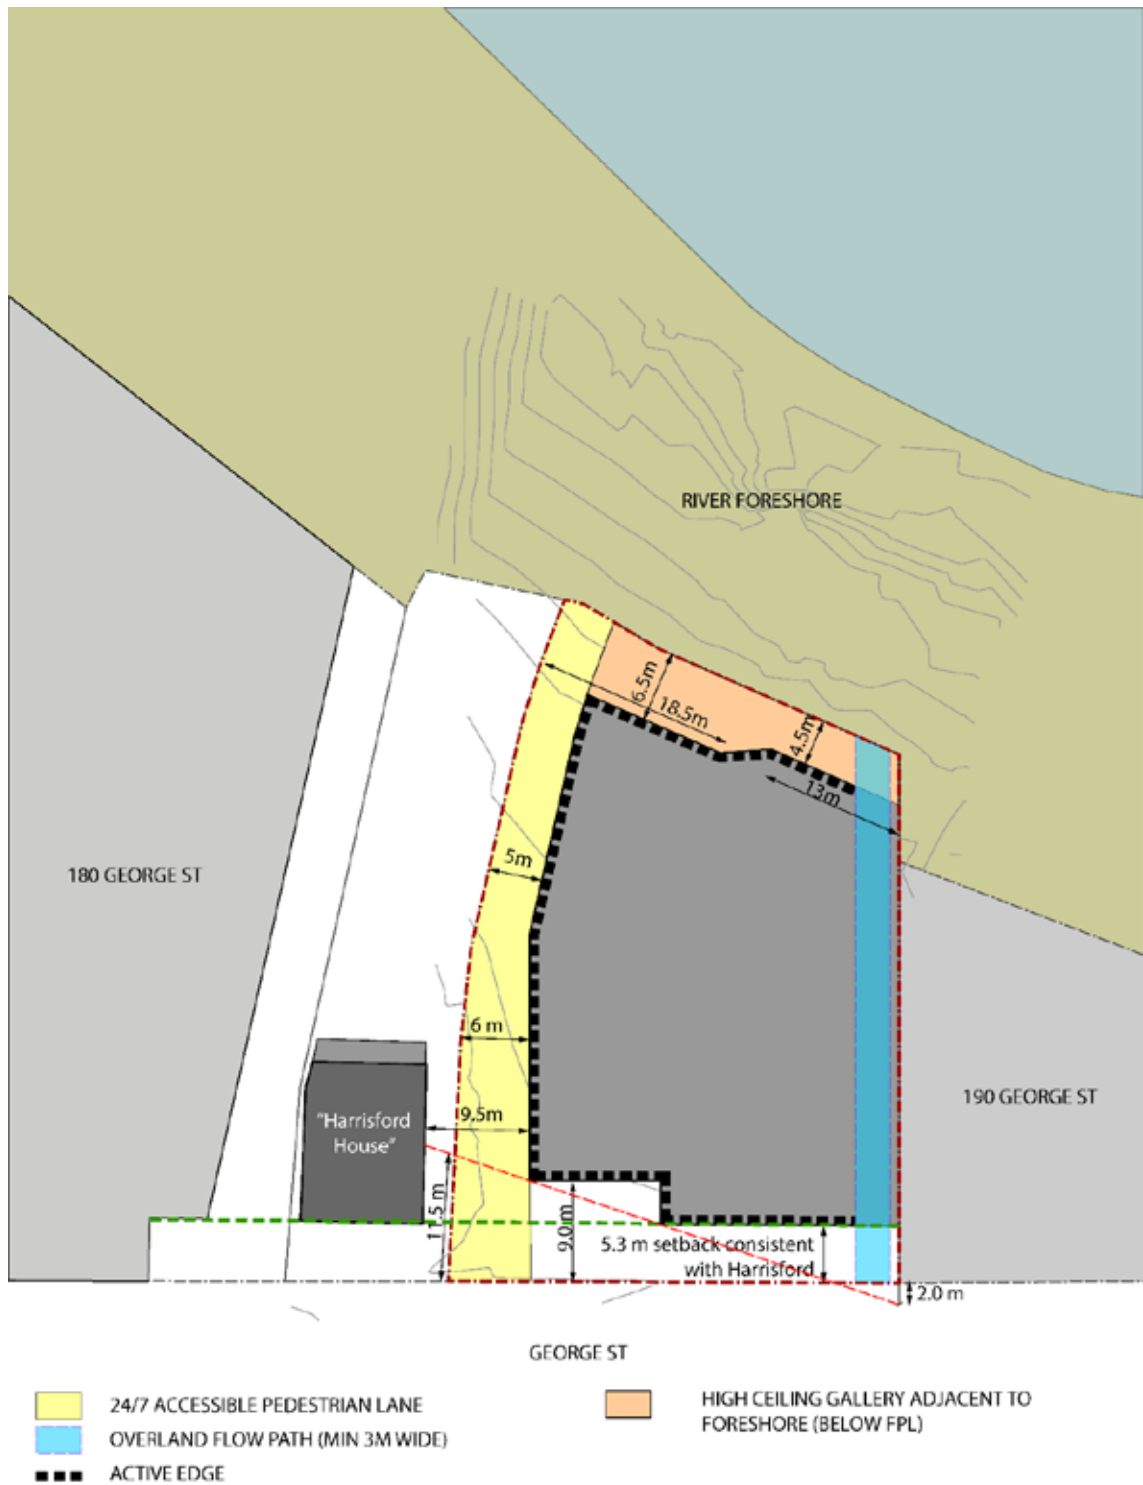 RIVER FORESHORE
6.5m
18.5m
4.5m
13m
180 GEORGE ST
5m
6 m
9.5m
"Harrisford
House"
190 GEORGE ST
11.5 m
9.0 m
5.3 m setback consistent
with Harrisford
2.0 m
GEORGE ST
24/7 ACCESSIBLE PEDESTRIAN LANE
OVERLAND FLOW PATH (MIN 3M WIDE)
ACTIVE EDGE
HIGH CEILING GALLERY ADJACENT TO
FORESHORE (BELOW FPL)